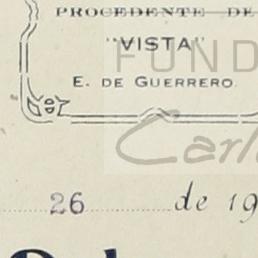 PROCEDENTE DE
"VISTA"
E. DE GUERRERO.
FUND
Carl
26 de 19